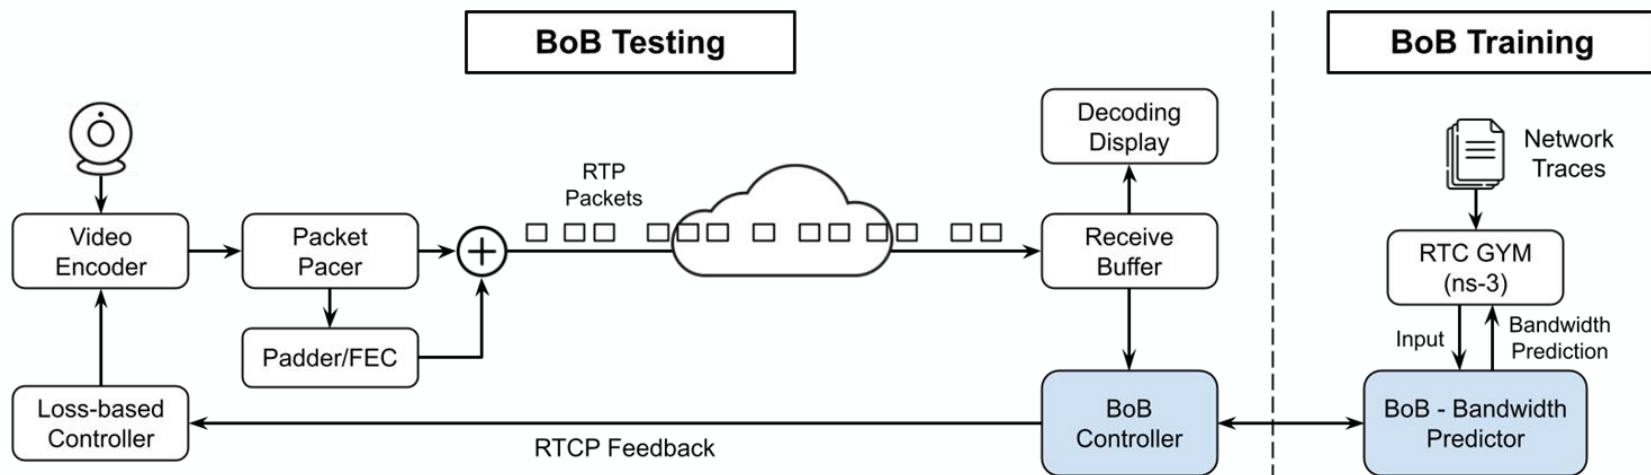 BoB Testing
BoB Training
Decoding
Display
Network
Traces
RTP
Packets
Video
Encoder
Packet
Pacer
Receive
Buffer
RTC GYM
(ns-3)
Padder/FEC
Input
Bandwidth
Prediction
Loss-based
Controller
RTCP Feedback
BoB
Controller
BoB - Bandwidth
Predictor